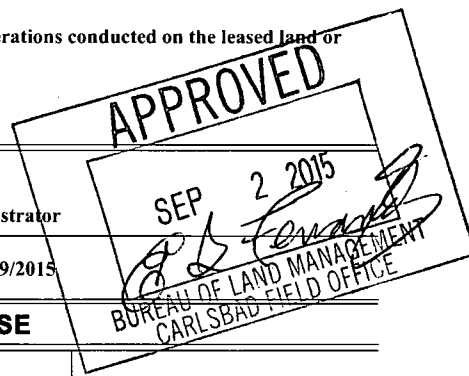 erations conducted on the leased land or
APPROVED
SEP 2 2015
strator
9/2015
BUREAU OF LAND MANAGEMENT
CARLSBAD FIELD OFFICE
SE